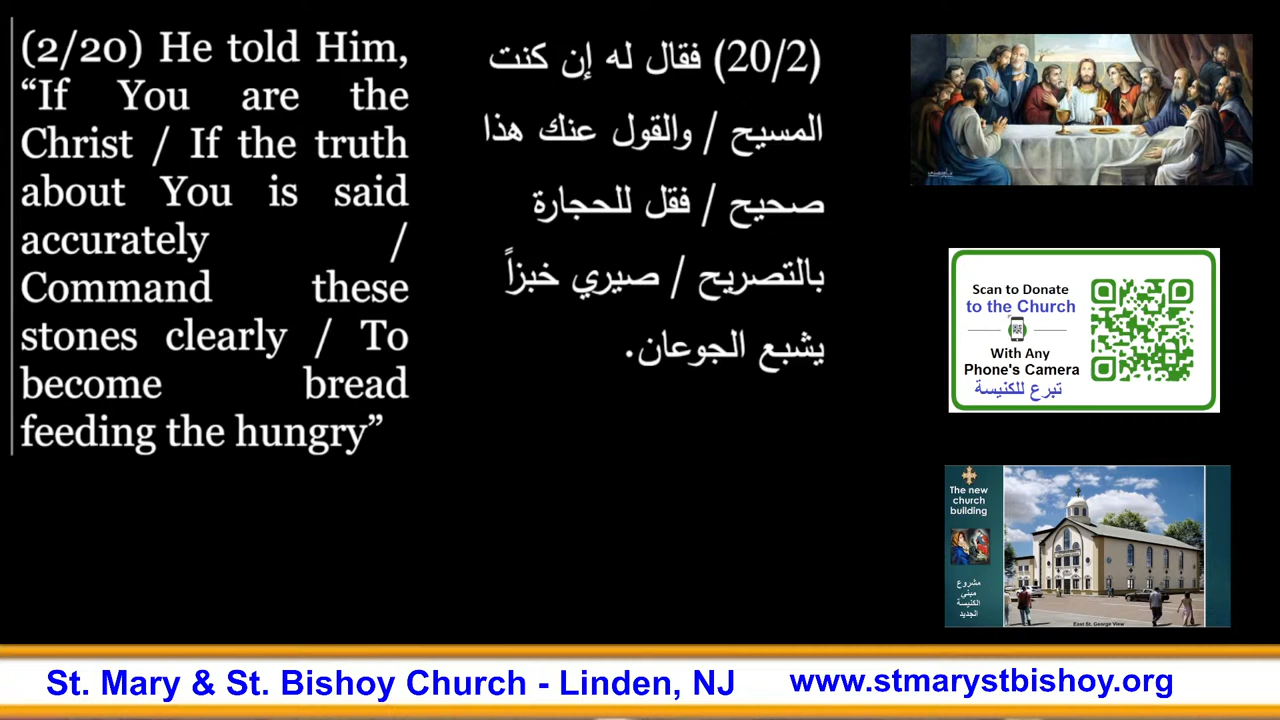 (2/20) He told Him,
“If You are the
Christ / If the truth
about You is said
accurately /
Command these
stones clearly / To
become bread
feeding the hungry”
(20/2) فقال له إن كنت
المسيح / والقول عنك هذا
صحيح / فقل للحجارة
بالتصريح / صيري خبزاً
يشبع الجوعان.
Scan to Donate
to the Church
With Any
Phone's Camera
تبرع للكنيسة
The new
church
building
مشروع
مبنى
الكنيسة
الجديد
East St. George View
St. Mary & St. Bishoy Church - Linden, NJ
www.stmarystbishoy.org